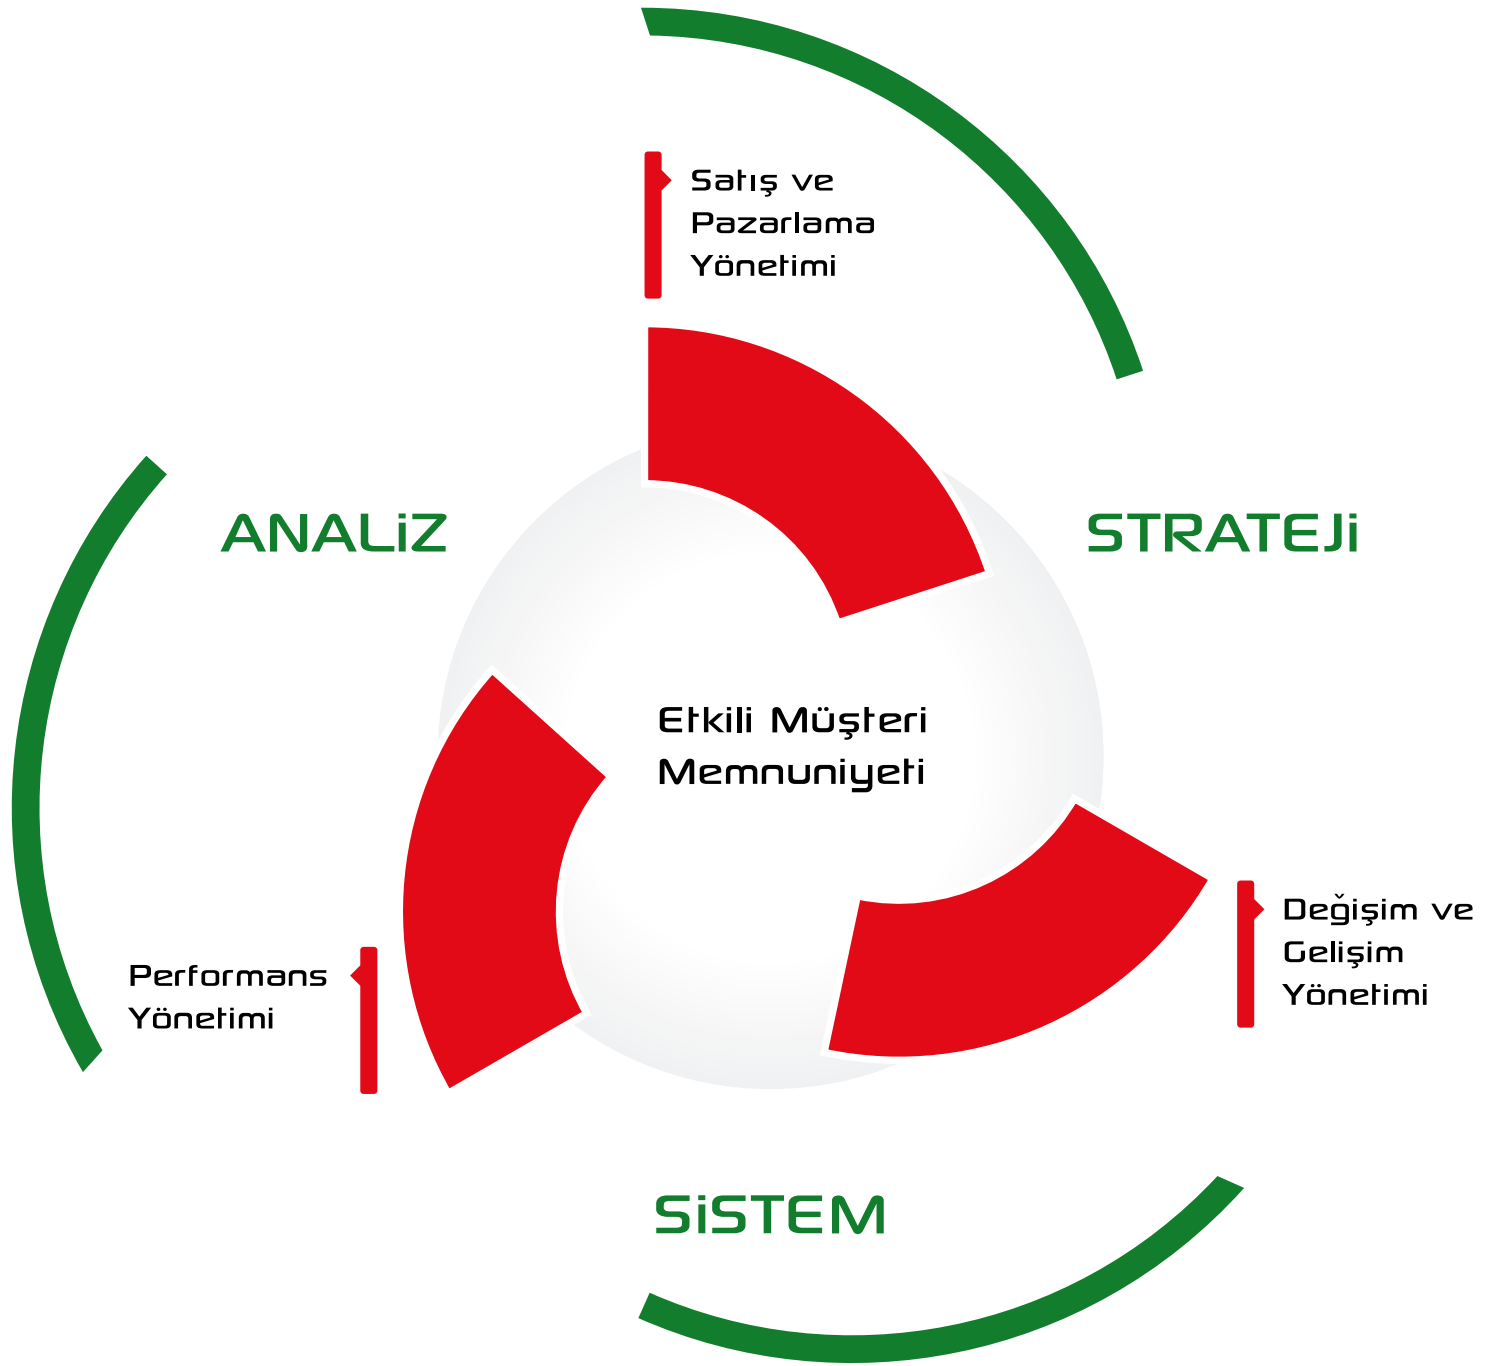 Satış ve
Pazarlama
Yönetimi
ANALiZ
STRATEJi
Etkili Müşteri
Memnuniyeti
Değişim ve
Gelişim
Yönetimi
Performans
Yönetimi
SiSTEM